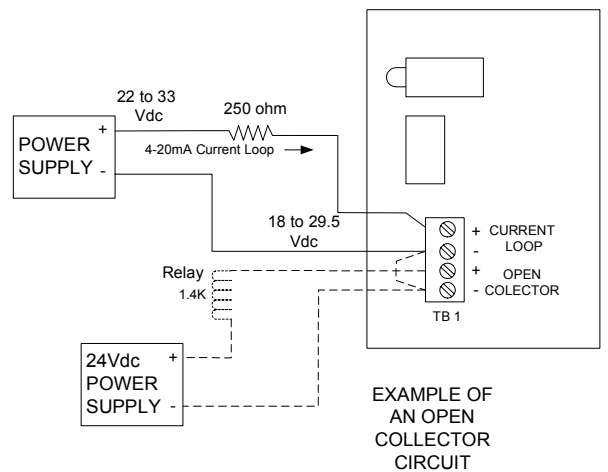 22 to 33
Vdc
250 ohm
+
POWER
SUPPLY -
4-20mA Current Loop
18 to 29.5
Vdc
+ CURRENT
- LOOP
+ OPEN
- COLECTOR
TB 1
Relay
1.4K
24Vdc +
POWER
SUPPLY -
EXAMPLE OF
AN OPEN
COLLECTOR
CIRCUIT